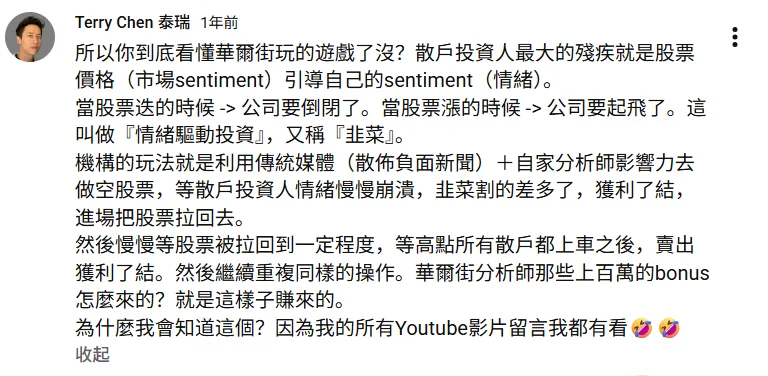 Terry Chen 泰瑞 1年前
所以你到底看懂華爾街玩的遊戲了沒？散戶投資人最大的殘疾就是股票
價格（市場sentiment）引導自己的sentiment（情緒）。
當股票迭的時候 -> 公司要倒閉了。當股票漲的時候 -> 公司要起飛了。這
叫做『情緒驅動投資』，又稱『韭菜』。
機構的玩法就是利用傳統媒體（散佈負面新聞）＋自家分析師影響力去
做空股票，等散戶投資人情緒慢慢崩潰，韭菜割的差多了，獲利了結，
進場把股票拉回去。
然後慢慢等股票被拉回到一定程度，等高點所有散戶都上車之後，賣出
獲利了結。然後繼續重複同樣的操作。華爾街分析師那些上百萬的bonus
怎麼來的？就是這樣子賺來的。
為什麼我會知道這個？因為我的所有Youtube影片留言我都有看🤣🤣
收起